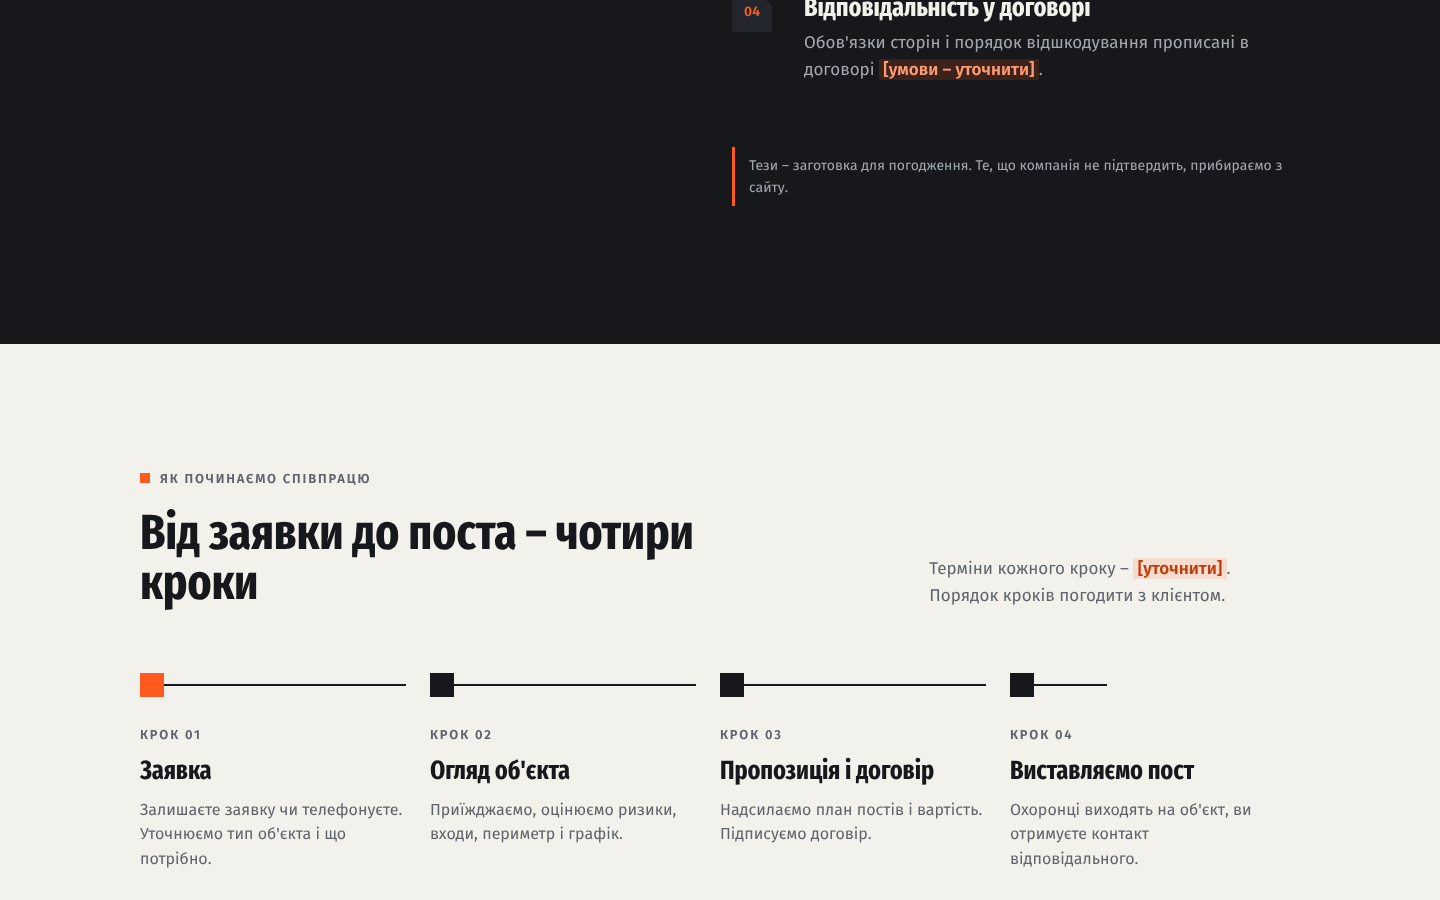 04
Відповідальність у договорі
Обов'язки сторін і порядок відшкодування прописані в
договорі [умови – уточнити].
Тези – заготовка для погодження. Те, що компанія не підтвердить, прибираємо з
сайту.
ЯК ПОЧИНАЄМО СПІВПРАЦЮ
Від заявки до поста – чотири
кроки
Терміни кожного кроку – [уточнити].
Порядок кроків погодити з клієнтом.
КРОК 01
Заявка
Залишаєте заявку чи телефонуєте.
Уточнюємо тип об'єкта і що
потрібно.
КРОК 02
Огляд об'єкта
Приїжджаємо, оцінюємо ризики,
входи, периметр і графік.
КРОК 03
Пропозиція і договір
Надсилаємо план постів і вартість.
Підписуємо договір.
КРОК 04
Виставляємо пост
Охоронці виходять на об'єкт, ви
отримуєте контакт
відповідального.